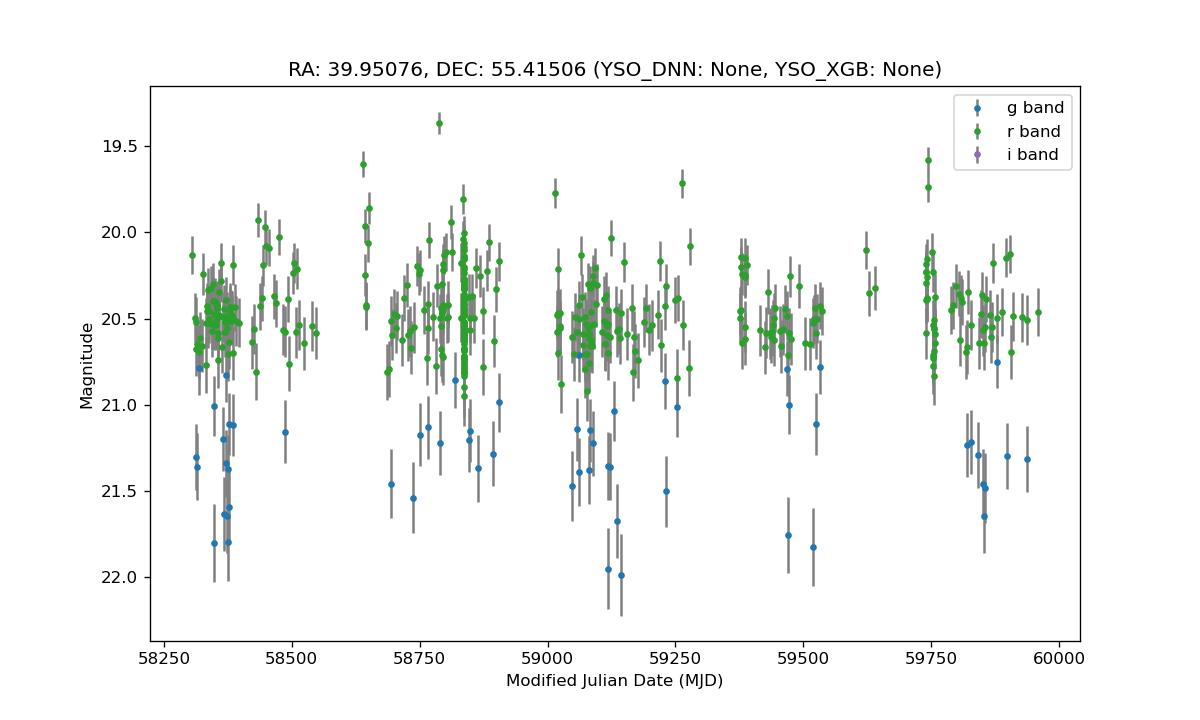 RA: 39.95076, DEC: 55.41506 (YSO_DNN: None, YSO_XGB: None)
g band
r band
i band
19.5
20.0
20.5
21.0
21.5
22.0
Magnitude
58250 58500 58750 59000 59250 59500 59750 60000
Modified Julian Date (MJD)